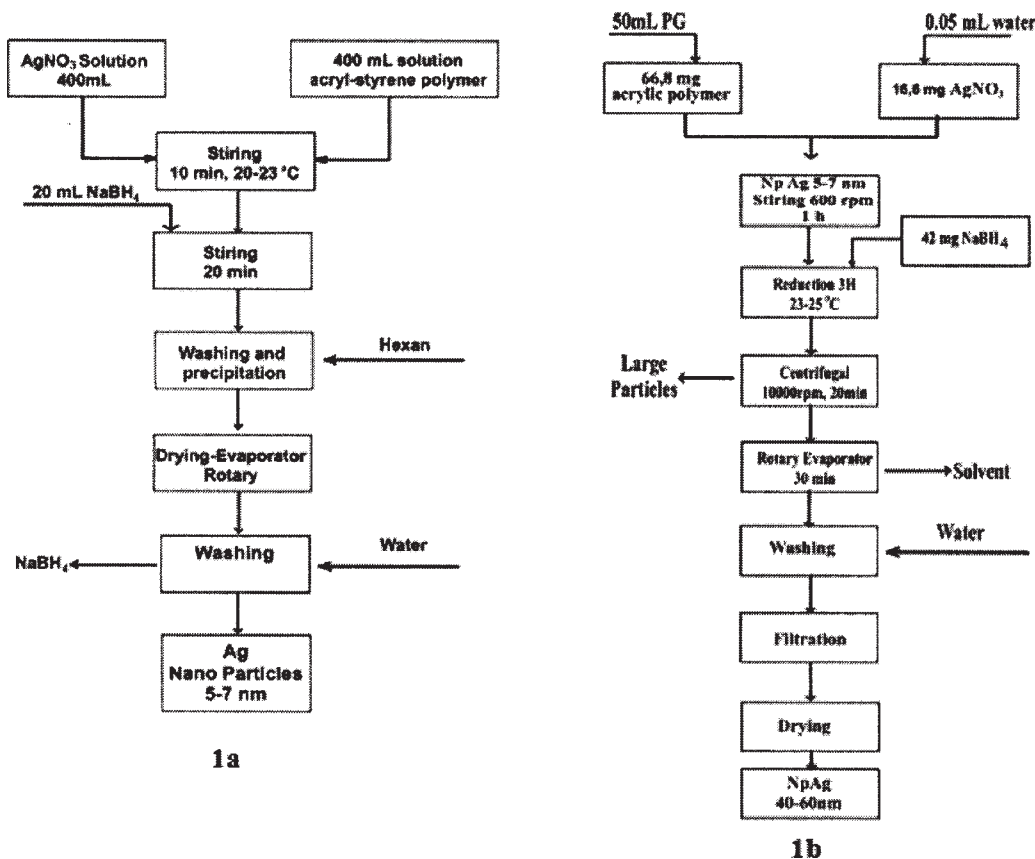 AgNO₃ Solution
400mL
400 mL solution
acryl-styrene polymer
Stiring
10 min, 20-23 °C
20 mL NaBH₄
Stiring
20 min
Washing and
precipitation
Hexan
Drying-Evaporator
Rotary
Washing
Water
NaBH₄
Ag
Nano Particles
5-7 nm
1a
50mL PG
0.05 mL water
66,8 mg
acrylic polymer
16,6 mg AgNO₃
Np Ag 5-7 nm
Stiring 600 rpm
1 h
42 mg NaBH₄
Reduction 3H
23-25 °C
Large
Particles
Centrifugal
10000rpm, 20min
Rotary Evaporator
30 min
Solvent
Washing
Water
Filtration
Drying
NpAg
40-60nm
1b